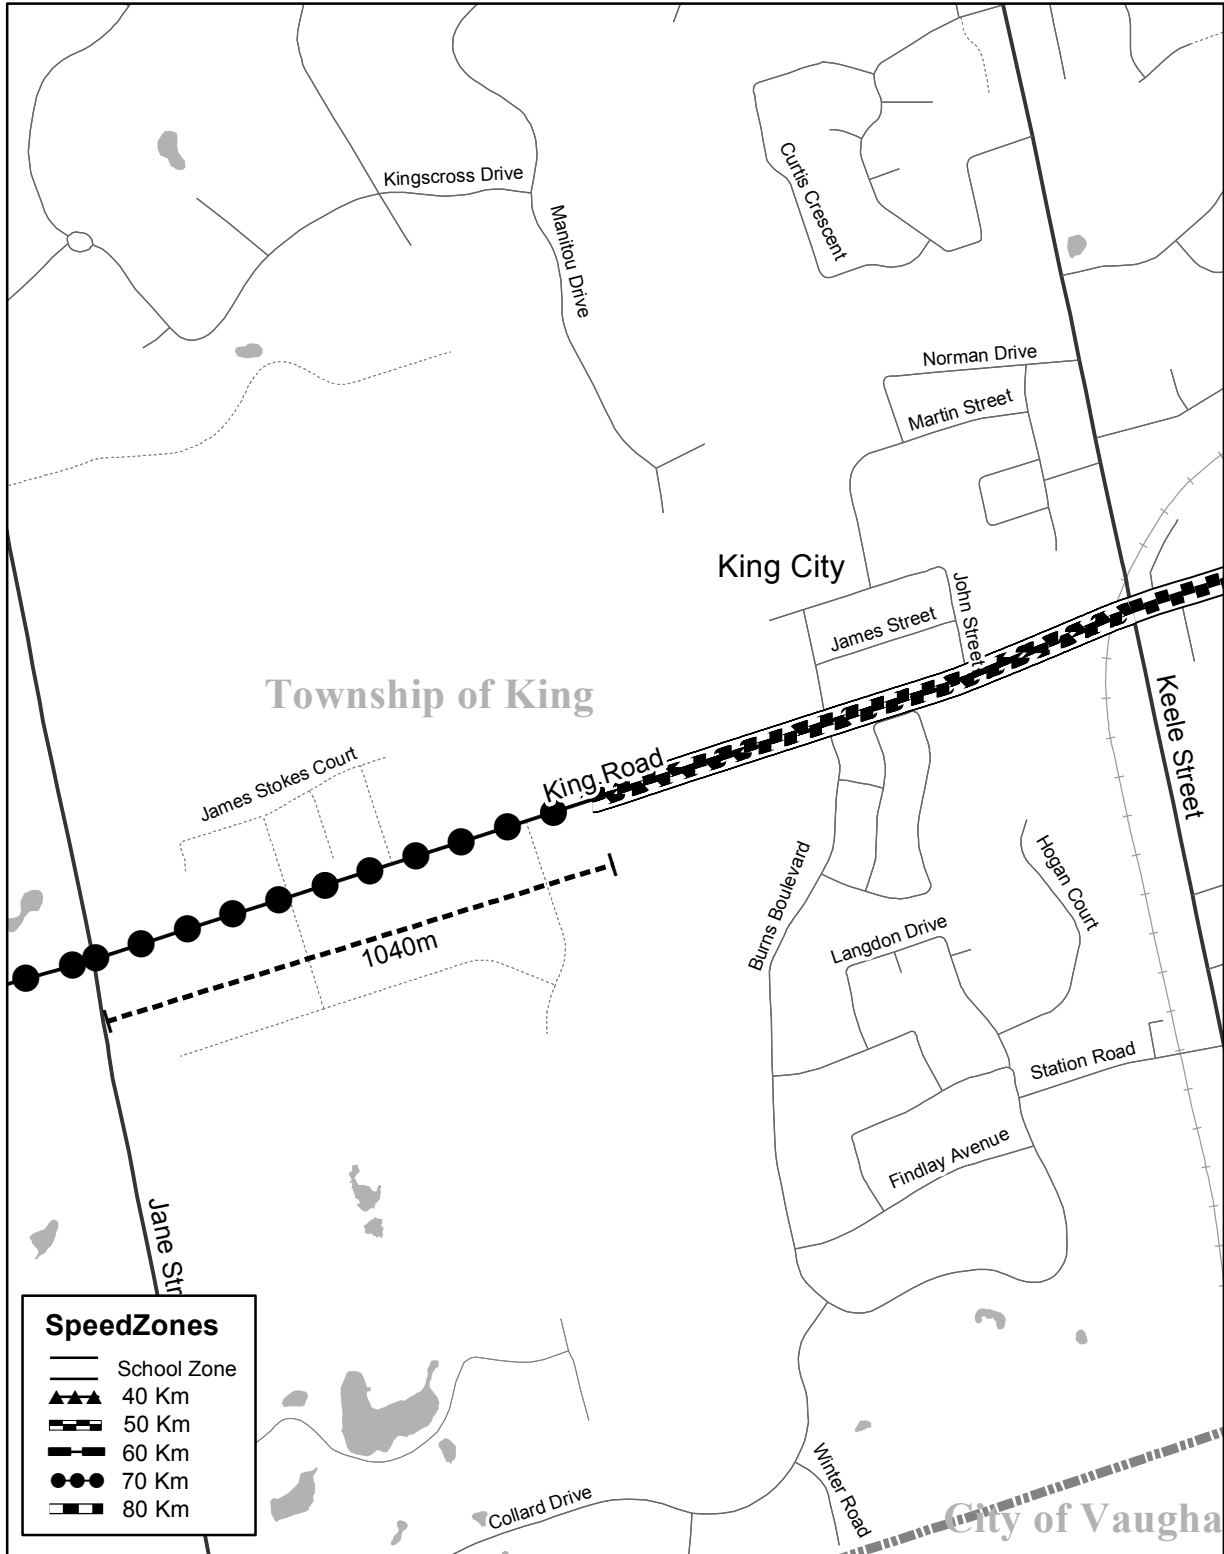 Kingscross Drive
Manitou Drive
Curtis Crescent
Norman Drive
Martin Street
King City
John Street
James Street
Township of King
Keele Street
King Road
James Stokes Court
1040m
Burns Boulevard
Hogan Court
Langdon Drive
Station Road
Findlay Avenue
Jane Str
SpeedZones
School Zone
40 Km
50 Km
60 Km
70 Km
80 Km
Collard Drive
Winter Road
City of Vaugha